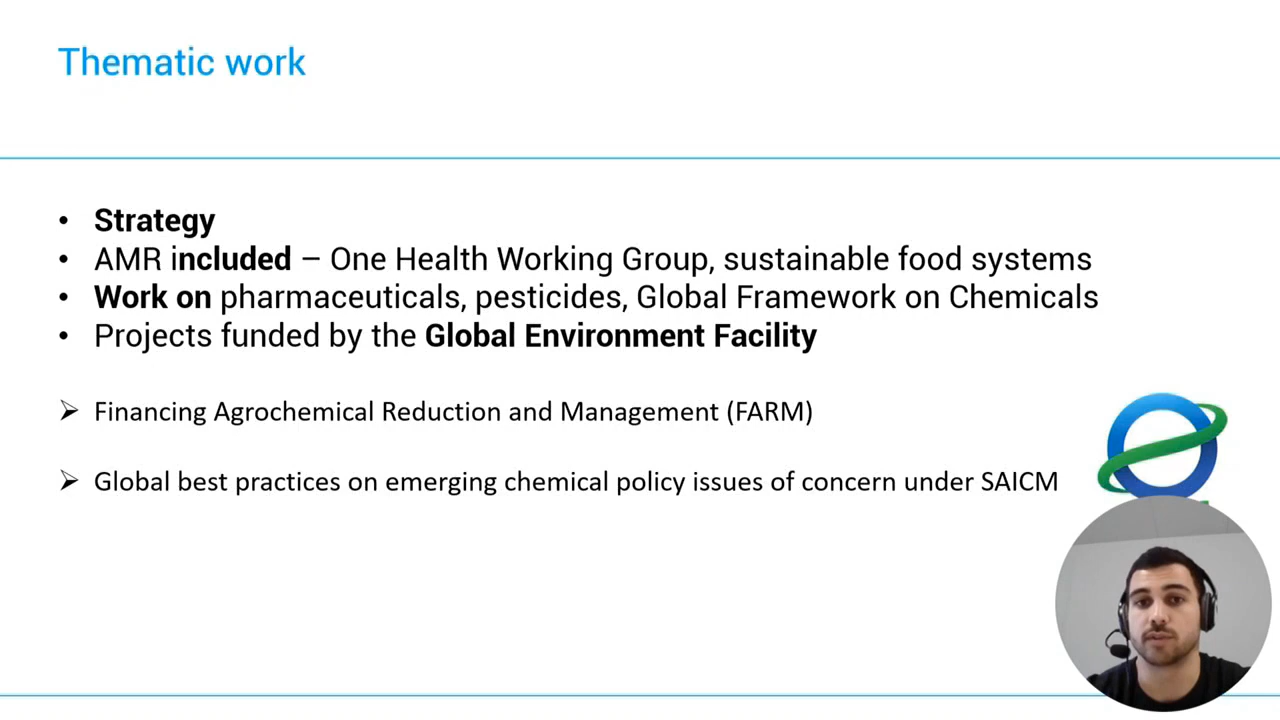 Thematic work
• Strategy
• AMR included – One Health Working Group, sustainable food systems
• Work on pharmaceuticals, pesticides, Global Framework on Chemicals
• Projects funded by the Global Environment Facility
➢ Financing Agrochemical Reduction and Management (FARM)
➢ Global best practices on emerging chemical policy issues of concern under SAICM